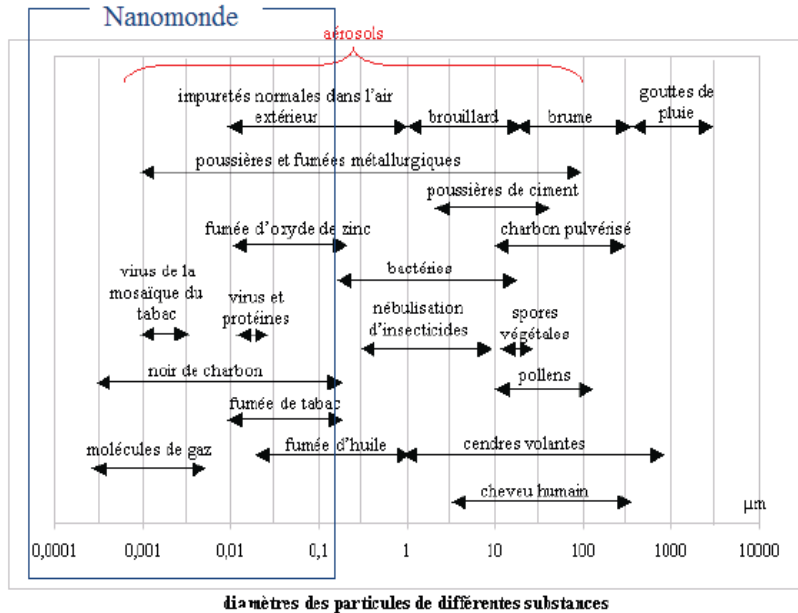 Nanomonde
aérosols
impuretés normales dans l'air
extérieur
brouillard
brume
gouttes de
pluie
poussières et fumées métallurgiques
poussières de ciment
fumée d'oxyde de zinc
charbon pulvérisé
bactéries
virus de la
mosaïque du
tabac
virus et
protéines
nébulisation
d'insecticides
spores
végétales
noir de charbon
pollens
fumée de tabac
molécules de gaz
fumée d'huile
cendres volantes
cheveu humain
µm
0,0001 0,001 0,01 0,1 1 10 100 1000 10000
diamètres des particules de différentes substances